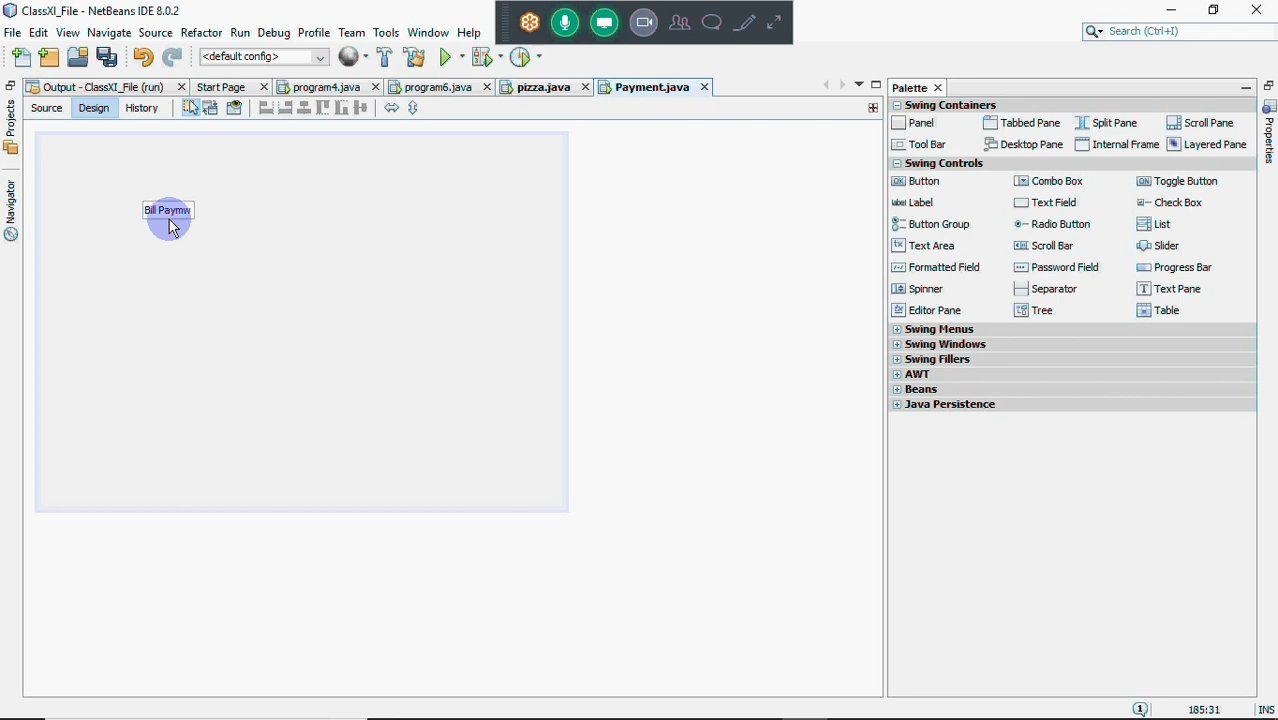 ClassXI_File - NetBeans IDE 8.0.2
File Edit View Navigate Source Refactor Run Debug Profile Team Tools Window Help
Search (Ctrl+I)
<default config>
Output - ClassXI_File (run) Start Page program4.java program6.java pizza.java Payment.java
Source Design History
Projects
Navigator
Bill Paymw
Palette
Swing Containers
Panel Tabbed Pane Split Pane Scroll Pane
Tool Bar Desktop Pane Internal Frame Layered Pane
Swing Controls
OK Button Combo Box ON Toggle Button
label Label Text Field Check Box
Button Group Radio Button List
Text Area Scroll Bar Slider
Formatted Field Password Field Progress Bar
Spinner Separator T Text Pane
Editor Pane Tree Table
Swing Menus
Swing Windows
Swing Fillers
AWT
Beans
Java Persistence
Properties
1 185:31 INS